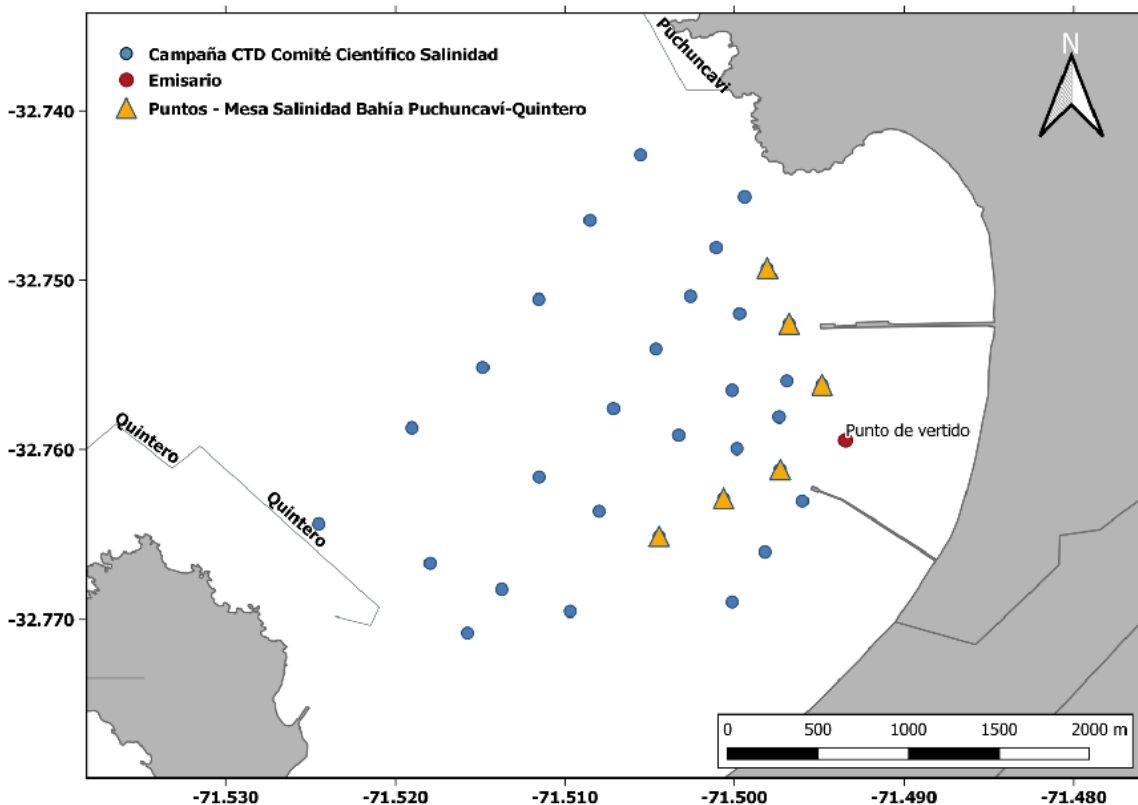 Campaña CTD Comité Científico Salinidad
Emisario
Puntos - Mesa Salinidad Bahía Puchuncaví-Quintero
Puchuncaví
N
-32.740
-32.750
-32.760
-32.770
Quintero
Quintero
Punto de vertido
0 500 1000 1500 2000 m
-71.530 -71.520 -71.510 -71.500 -71.490 -71.480